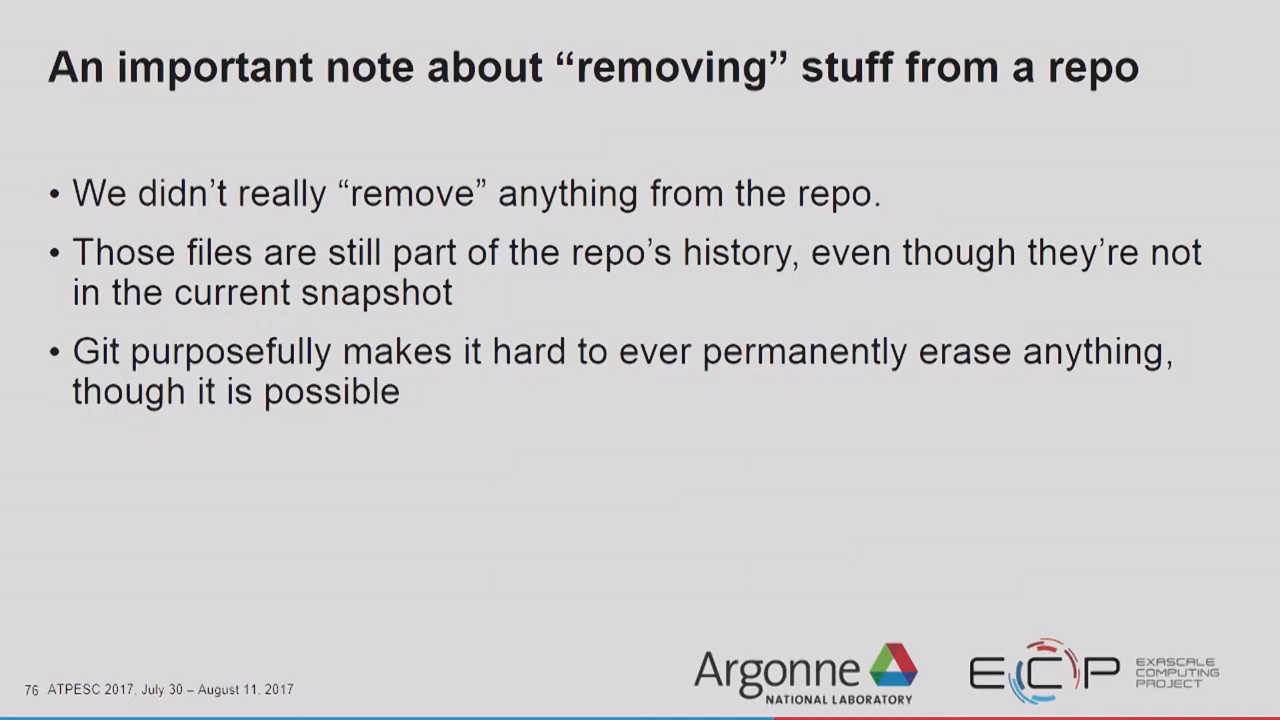 An important note about “removing” stuff from a repo
• We didn’t really “remove” anything from the repo.
• Those files are still part of the repo’s history, even though they’re not
in the current snapshot
• Git purposefully makes it hard to ever permanently erase anything,
though it is possible
76 ATPESC 2017, July 30 – August 11, 2017
Argonne
NATIONAL LABORATORY
ECP
EXASCALE
COMPUTING
PROJECT